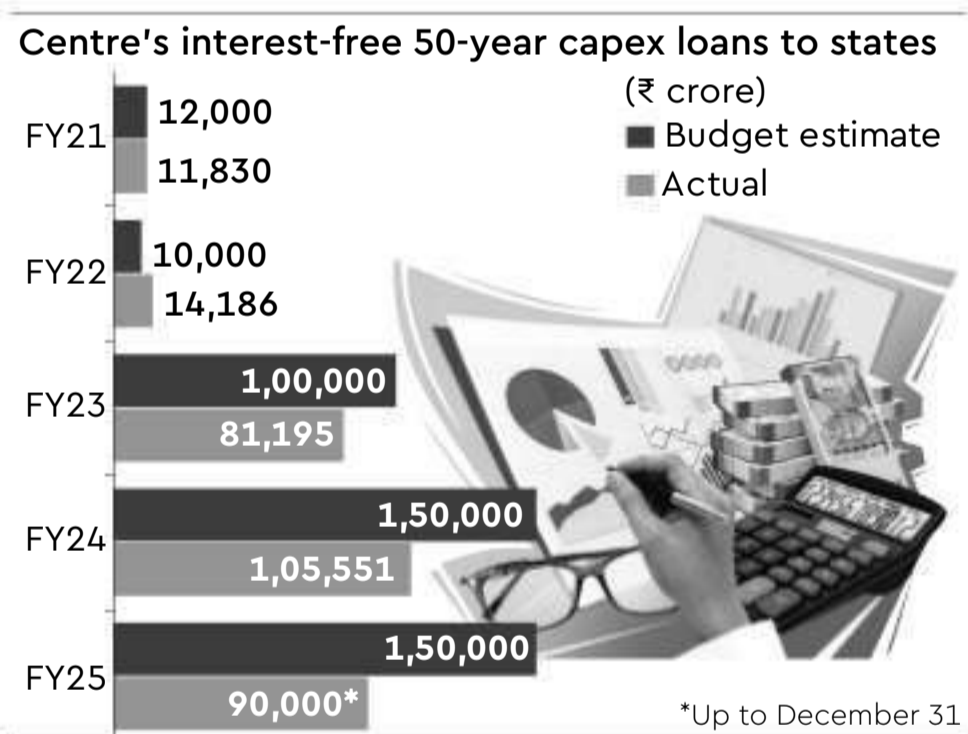 Centre's interest-free 50-year capex loans to states
(₹ crore)
Budget estimate
Actual
FY21
12,000
11,830
FY22
10,000
14,186
FY23
1,00,000
81,195
FY24
1,50,000
1,05,551
FY25
1,50,000
90,000*
*Up to December 31